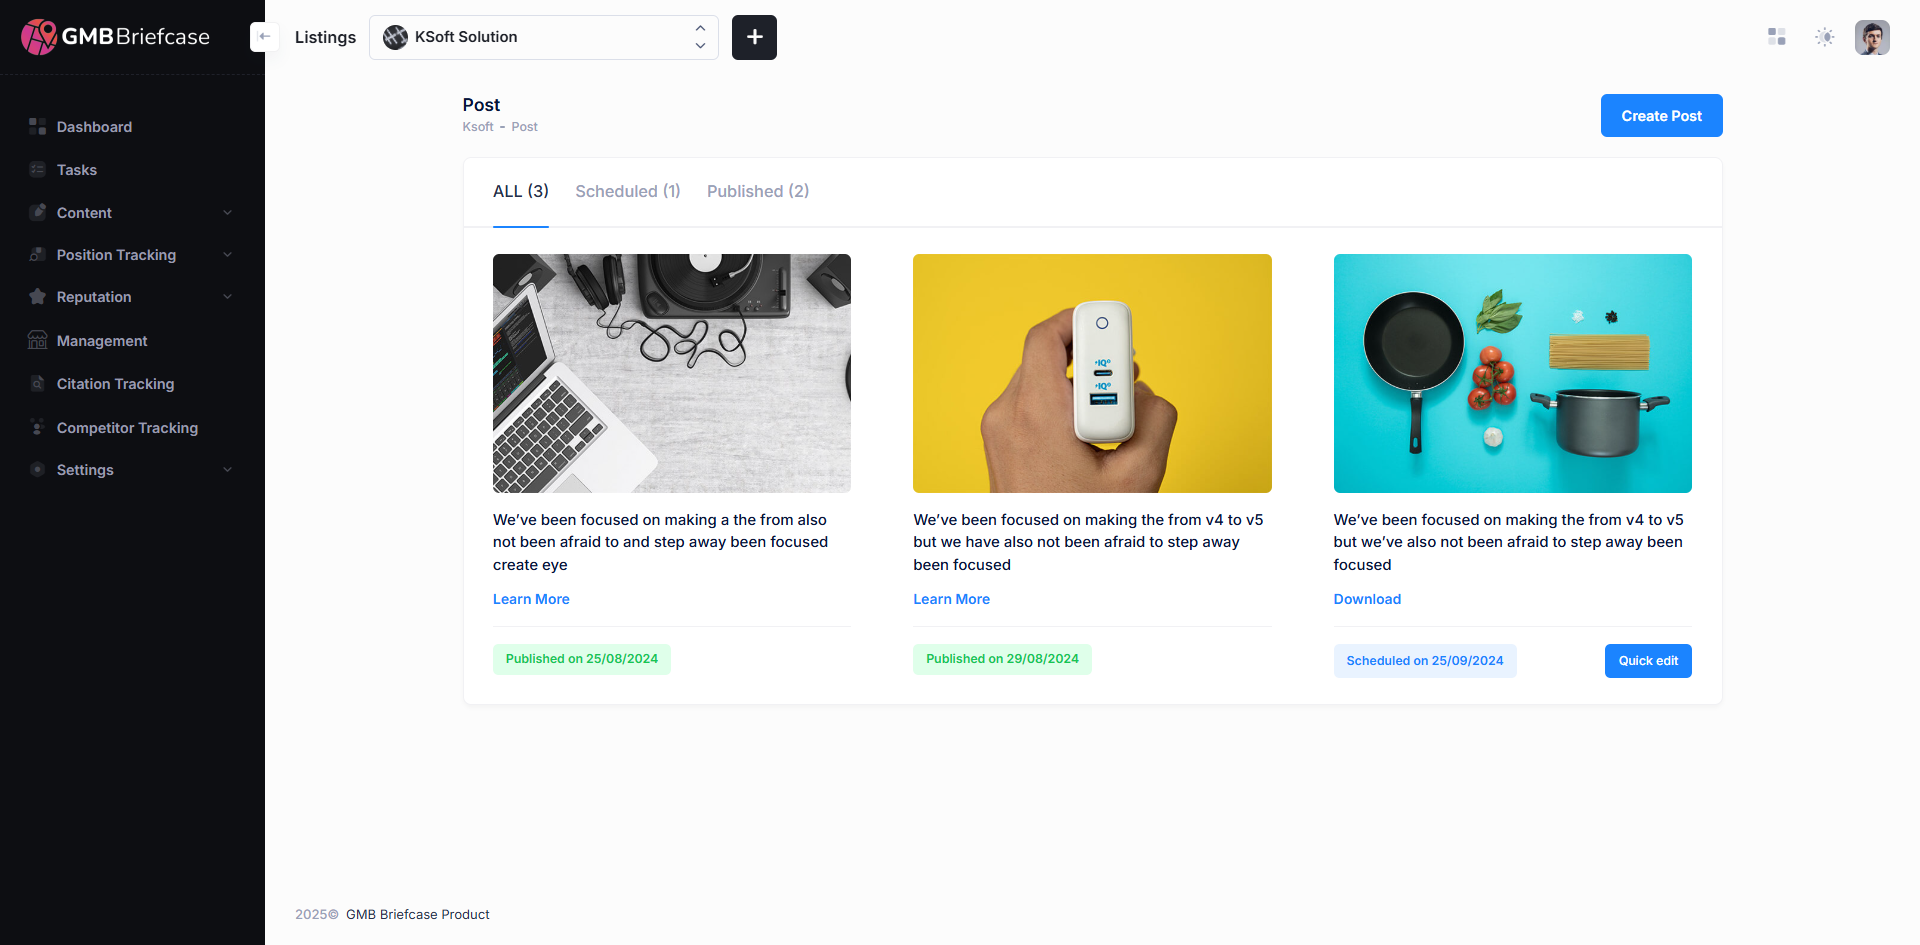 GMBBriefcase
Listings
KSoft Solution
Dashboard
Tasks
Content
Position Tracking
Reputation
Management
Citation Tracking
Competitor Tracking
Settings
Post
Ksoft - Post
Create Post
ALL (3)
Scheduled (1)
Published (2)
IQ
IQ
We’ve been focused on making a the from also
not been afraid to and step away been focused
create eye
Learn More
Published on 25/08/2024
We’ve been focused on making the from v4 to v5
but we have also not been afraid to step away
been focused
Learn More
Published on 29/08/2024
We’ve been focused on making the from v4 to v5
but we’ve also not been afraid to step away been
focused
Download
Scheduled on 25/09/2024
Quick edit
2025© GMB Briefcase Product